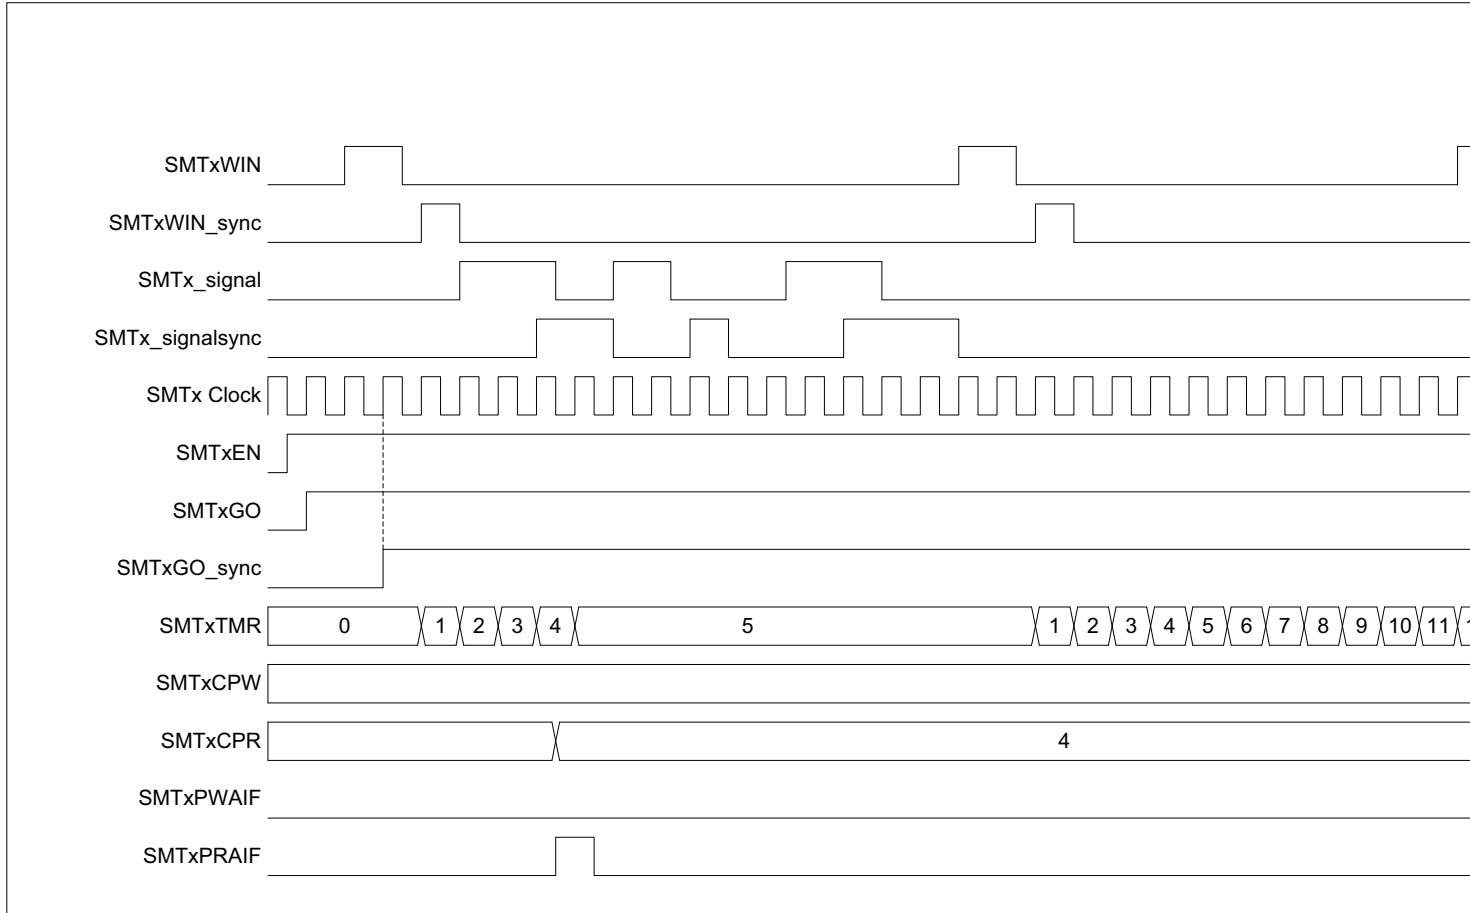 SMTxWIN
SMTxWIN_sync
SMTx_signal
SMTx_signalsync
SMTx Clock
SMTxEN
SMTxGO
SMTxGO_sync
SMTxTMR 0 1 2 3 4 5 1 2 3 4 5 6 7 8 9 10 11
SMTxCPW
SMTxCPR 4
SMTxPWAIF
SMTxPRAIF